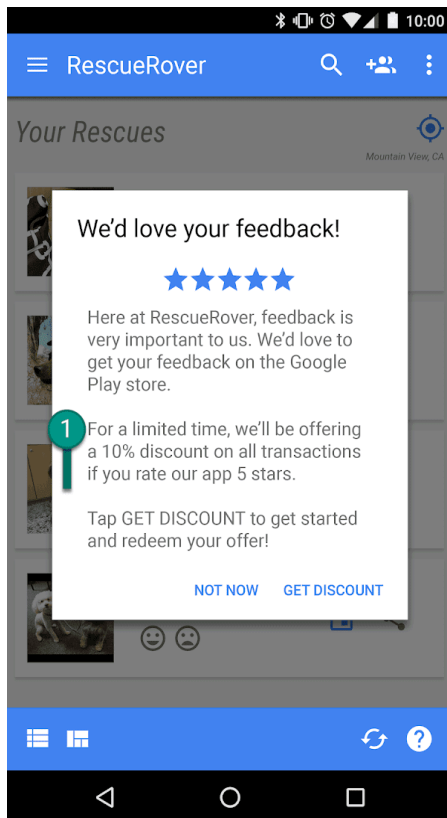 10:00
RescueRover
Your Rescues
Mountain View, CA
We'd love your feedback!
Here at RescueRover, feedback is
very important to us. We'd love to
get your feedback on the Google
Play store.
1
For a limited time, we'll be offering
a 10% discount on all transactions
if you rate our app 5 stars.
Tap GET DISCOUNT to get started
and redeem your offer!
NOT NOW GET DISCOUNT